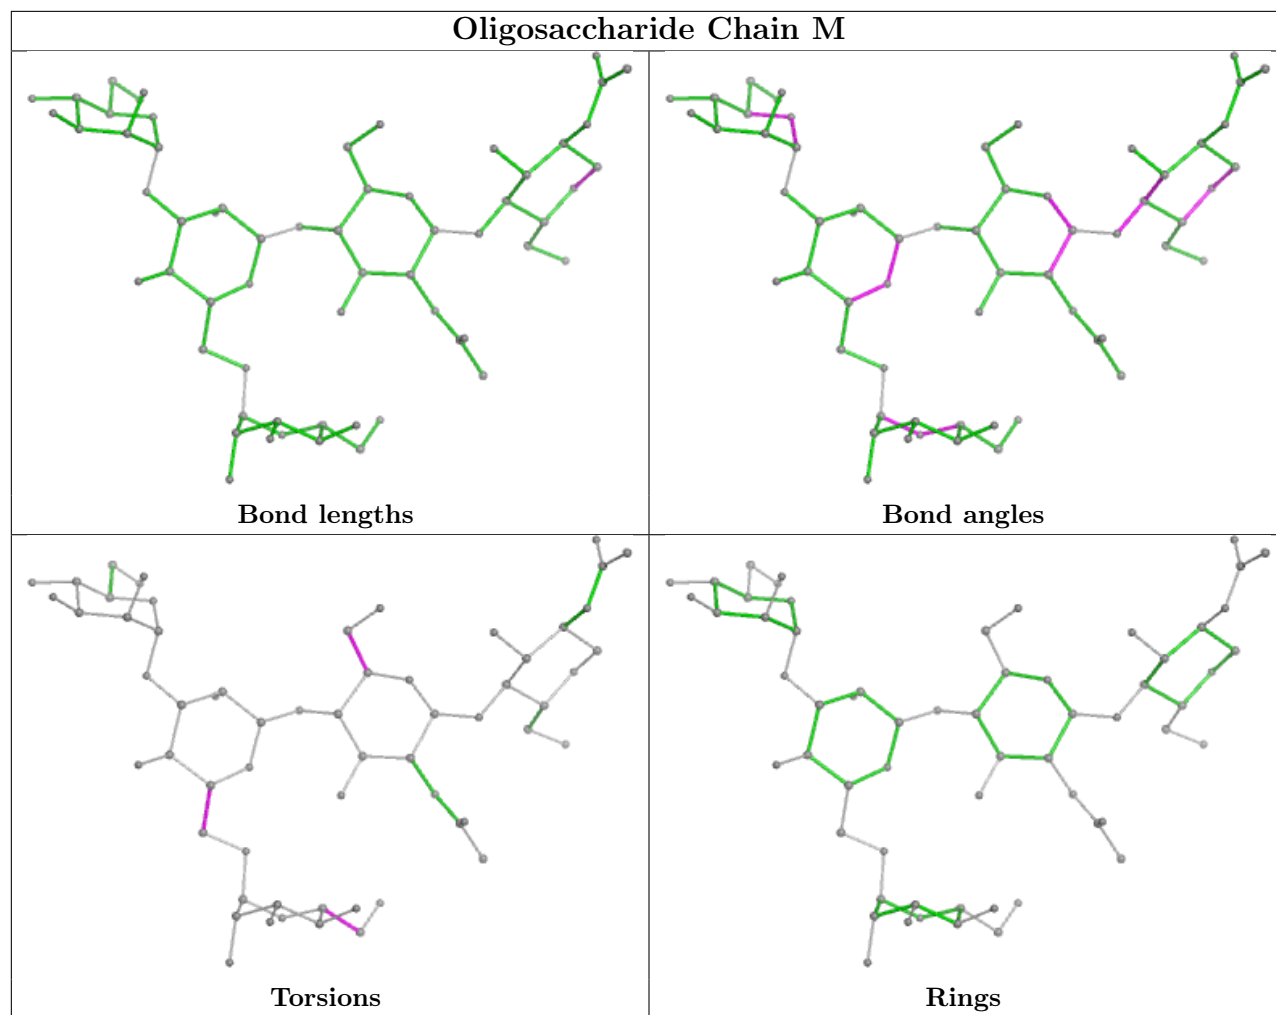 Oligosaccharide Chain M
Bond lengths
Bond angles
Torsions
Rings